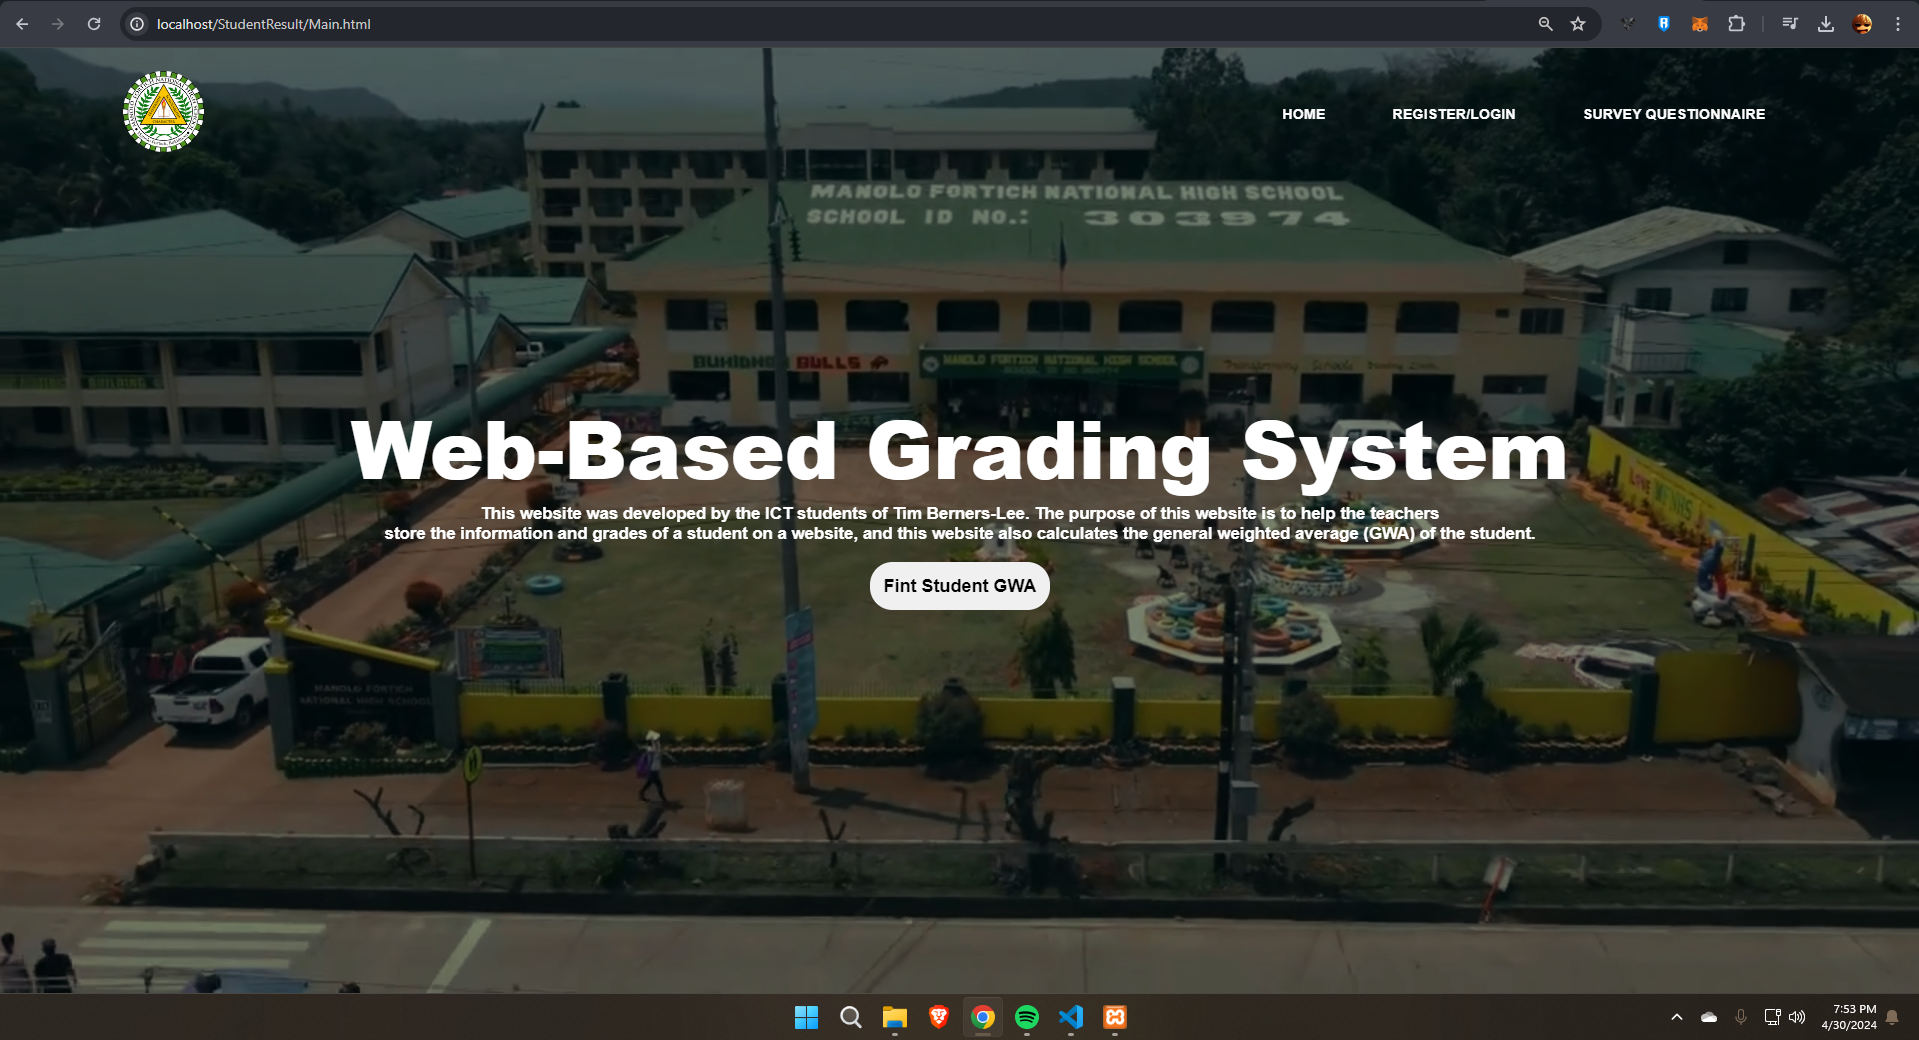 localhost/StudentResult/Main.html
HOME
REGISTER/LOGIN
SURVEY QUESTIONNAIRE
MANOLO FORTICH NATIONAL HIGH SCHOOL
SCHOOL ID NO.: 303974
BUKIDNON BULLS
MANOLO FORTICH NATIONAL HIGH SCHOOL
Web-Based Grading System
This website was developed by the ICT students of Tim Berners-Lee. The purpose of this website is to help the teachers
store the information and grades of a student on a website, and this website also calculates the general weighted average (GWA) of the student.
Fint Student GWA
LOVE MFNHS
MANOLO FORTICH
NATIONAL HIGH SCHOOL
7:53 PM
4/30/2024